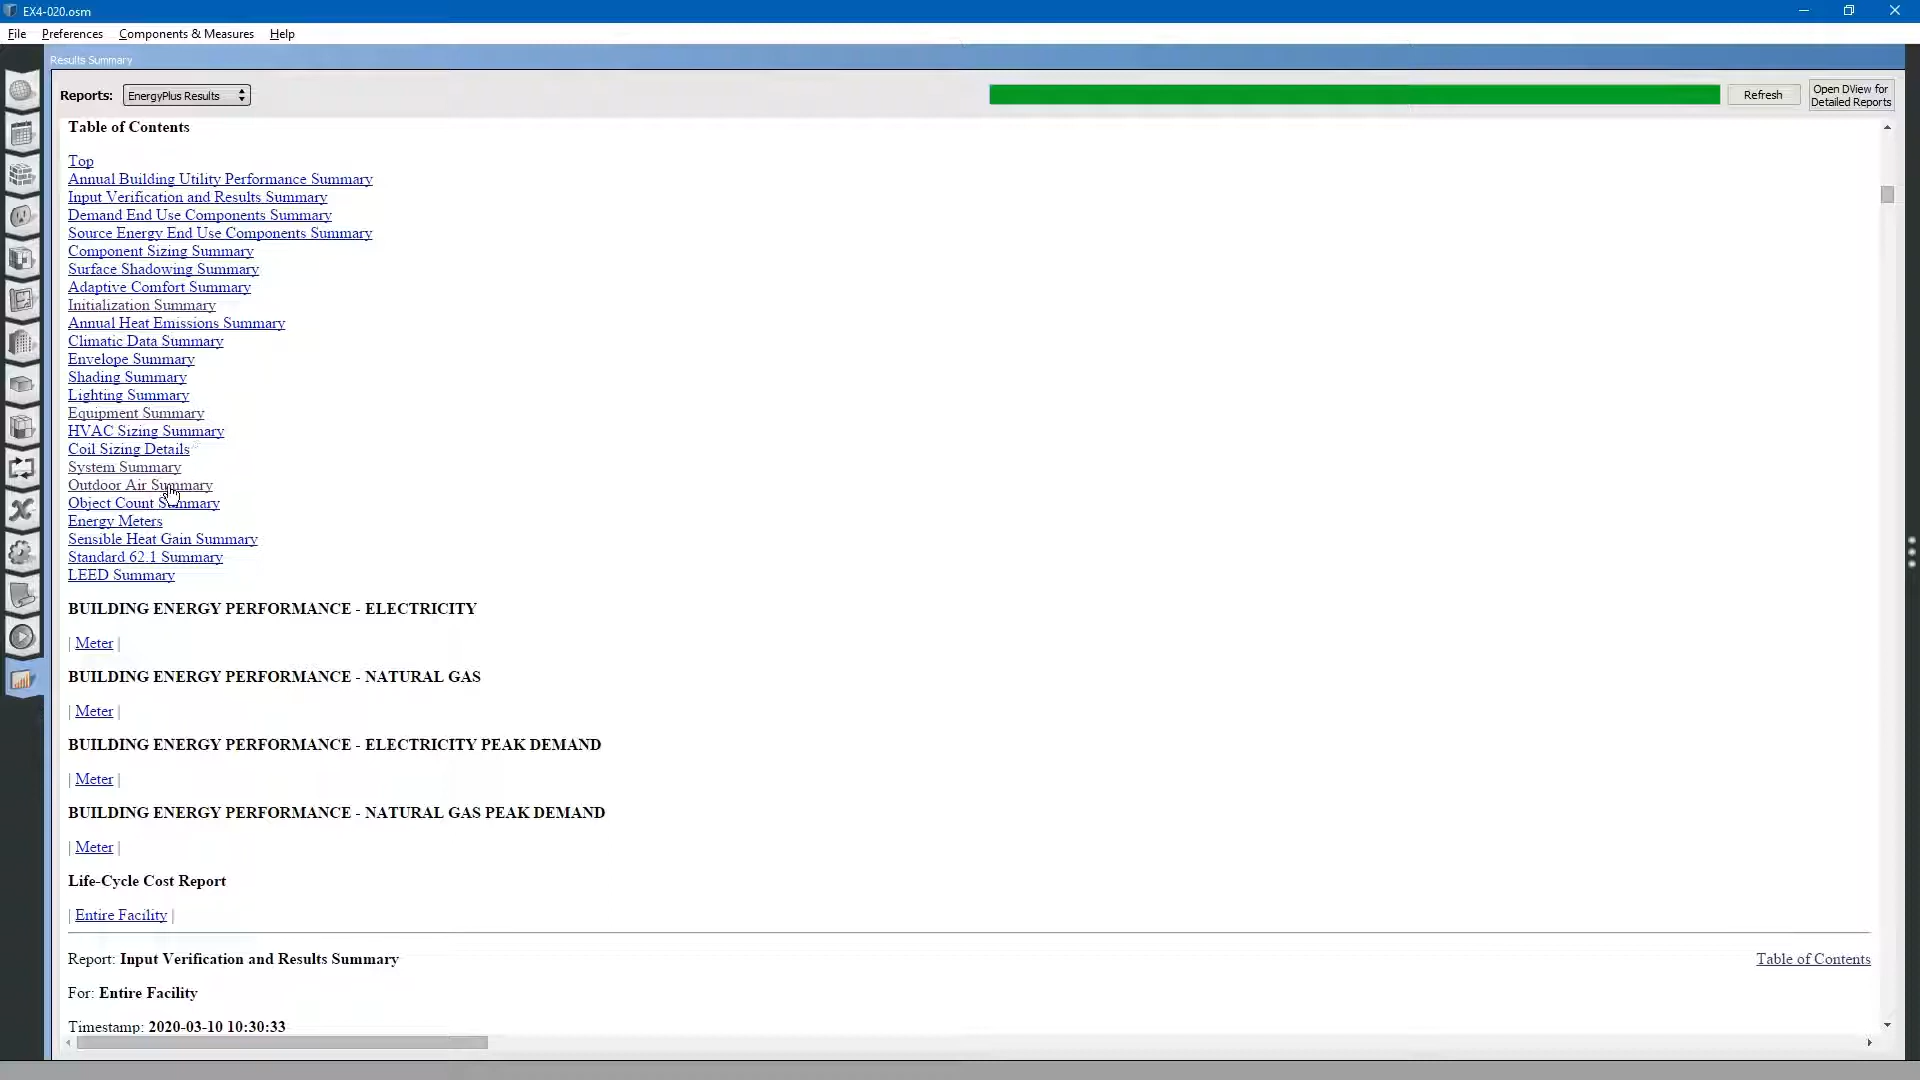 EX4-020.osm
File Preferences Components & Measures Help
Results Summary
Reports: EnergyPlus Results Refresh Open DView for Detailed Reports
Table of Contents
Top
Annual Building Utility Performance Summary
Input Verification and Results Summary
Demand End Use Components Summary
Source Energy End Use Components Summary
Component Sizing Summary
Surface Shadowing Summary
Adaptive Comfort Summary
Initialization Summary
Annual Heat Emissions Summary
Climatic Data Summary
Envelope Summary
Shading Summary
Lighting Summary
Equipment Summary
HVAC Sizing Summary
Coil Sizing Details
System Summary
Outdoor Air Summary
Object Count Summary
Energy Meters
Sensible Heat Gain Summary
Standard 62.1 Summary
LEED Summary
BUILDING ENERGY PERFORMANCE - ELECTRICITY
| Meter |
BUILDING ENERGY PERFORMANCE - NATURAL GAS
| Meter |
BUILDING ENERGY PERFORMANCE - ELECTRICITY PEAK DEMAND
| Meter |
BUILDING ENERGY PERFORMANCE - NATURAL GAS PEAK DEMAND
| Meter |
Life-Cycle Cost Report
| Entire Facility |
Report: Input Verification and Results Summary Table of Contents
For: Entire Facility
Timestamp: 2020-03-10 10:30:33